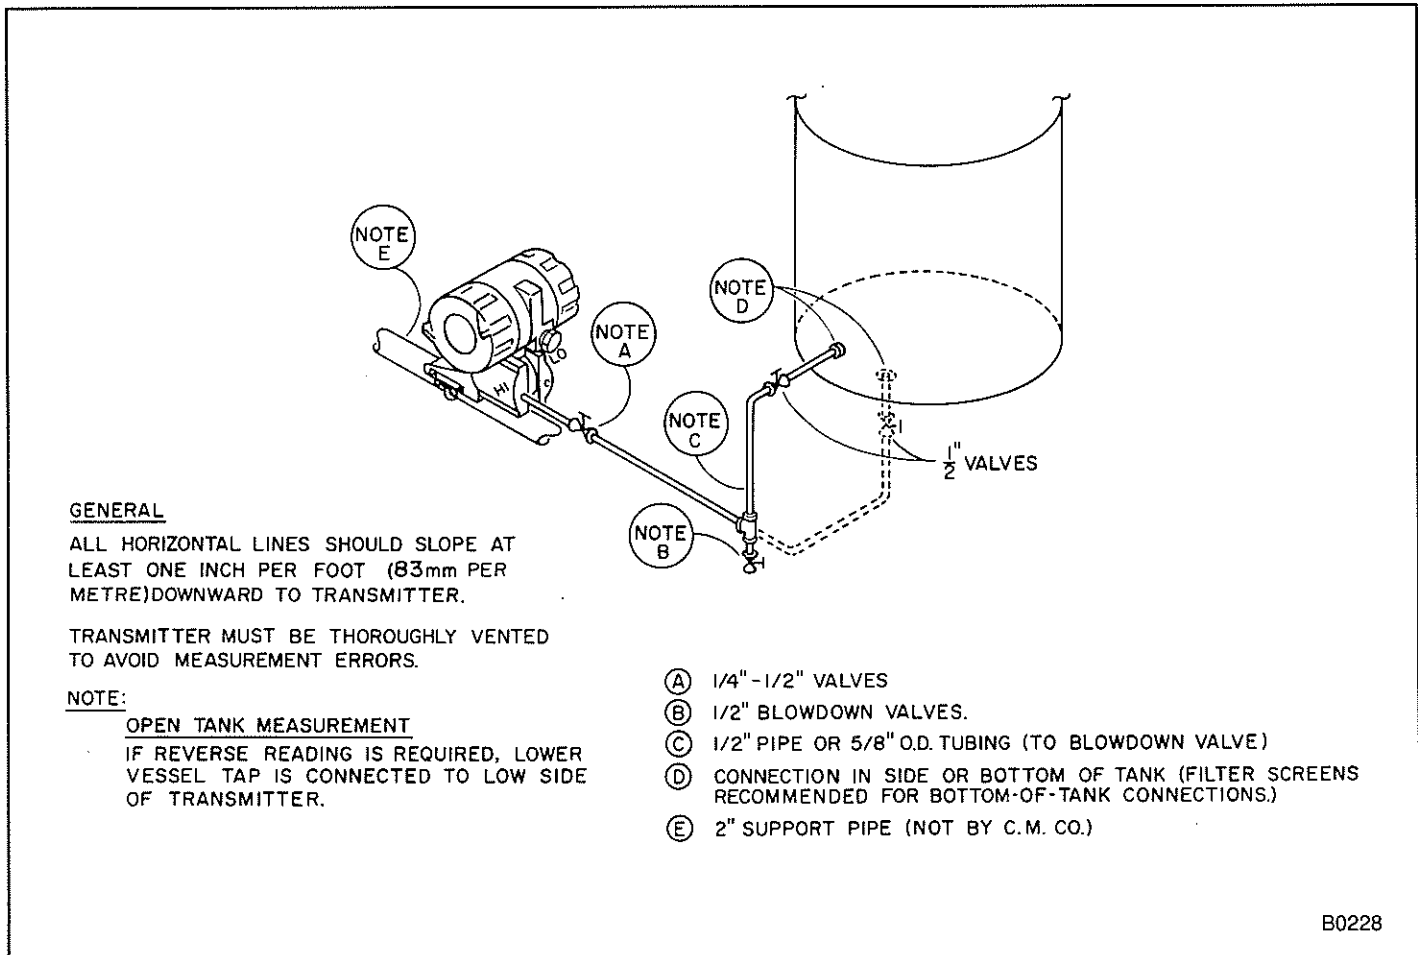 NOTE
E
NOTE
A
LO
HI
NOTE
D
NOTE
C
1/2" VALVES
NOTE
B
GENERAL
ALL HORIZONTAL LINES SHOULD SLOPE AT
LEAST ONE INCH PER FOOT (83mm PER
METRE)DOWNWARD TO TRANSMITTER.
TRANSMITTER MUST BE THOROUGHLY VENTED
TO AVOID MEASUREMENT ERRORS.
NOTE:
OPEN TANK MEASUREMENT
IF REVERSE READING IS REQUIRED, LOWER
VESSEL TAP IS CONNECTED TO LOW SIDE
OF TRANSMITTER.
A 1/4"-1/2" VALVES
B 1/2" BLOWDOWN VALVES.
C 1/2" PIPE OR 5/8" O.D. TUBING (TO BLOWDOWN VALVE)
D CONNECTION IN SIDE OR BOTTOM OF TANK (FILTER SCREENS
RECOMMENDED FOR BOTTOM-OF-TANK CONNECTIONS.)
E 2" SUPPORT PIPE (NOT BY C.M. CO.)
B0228